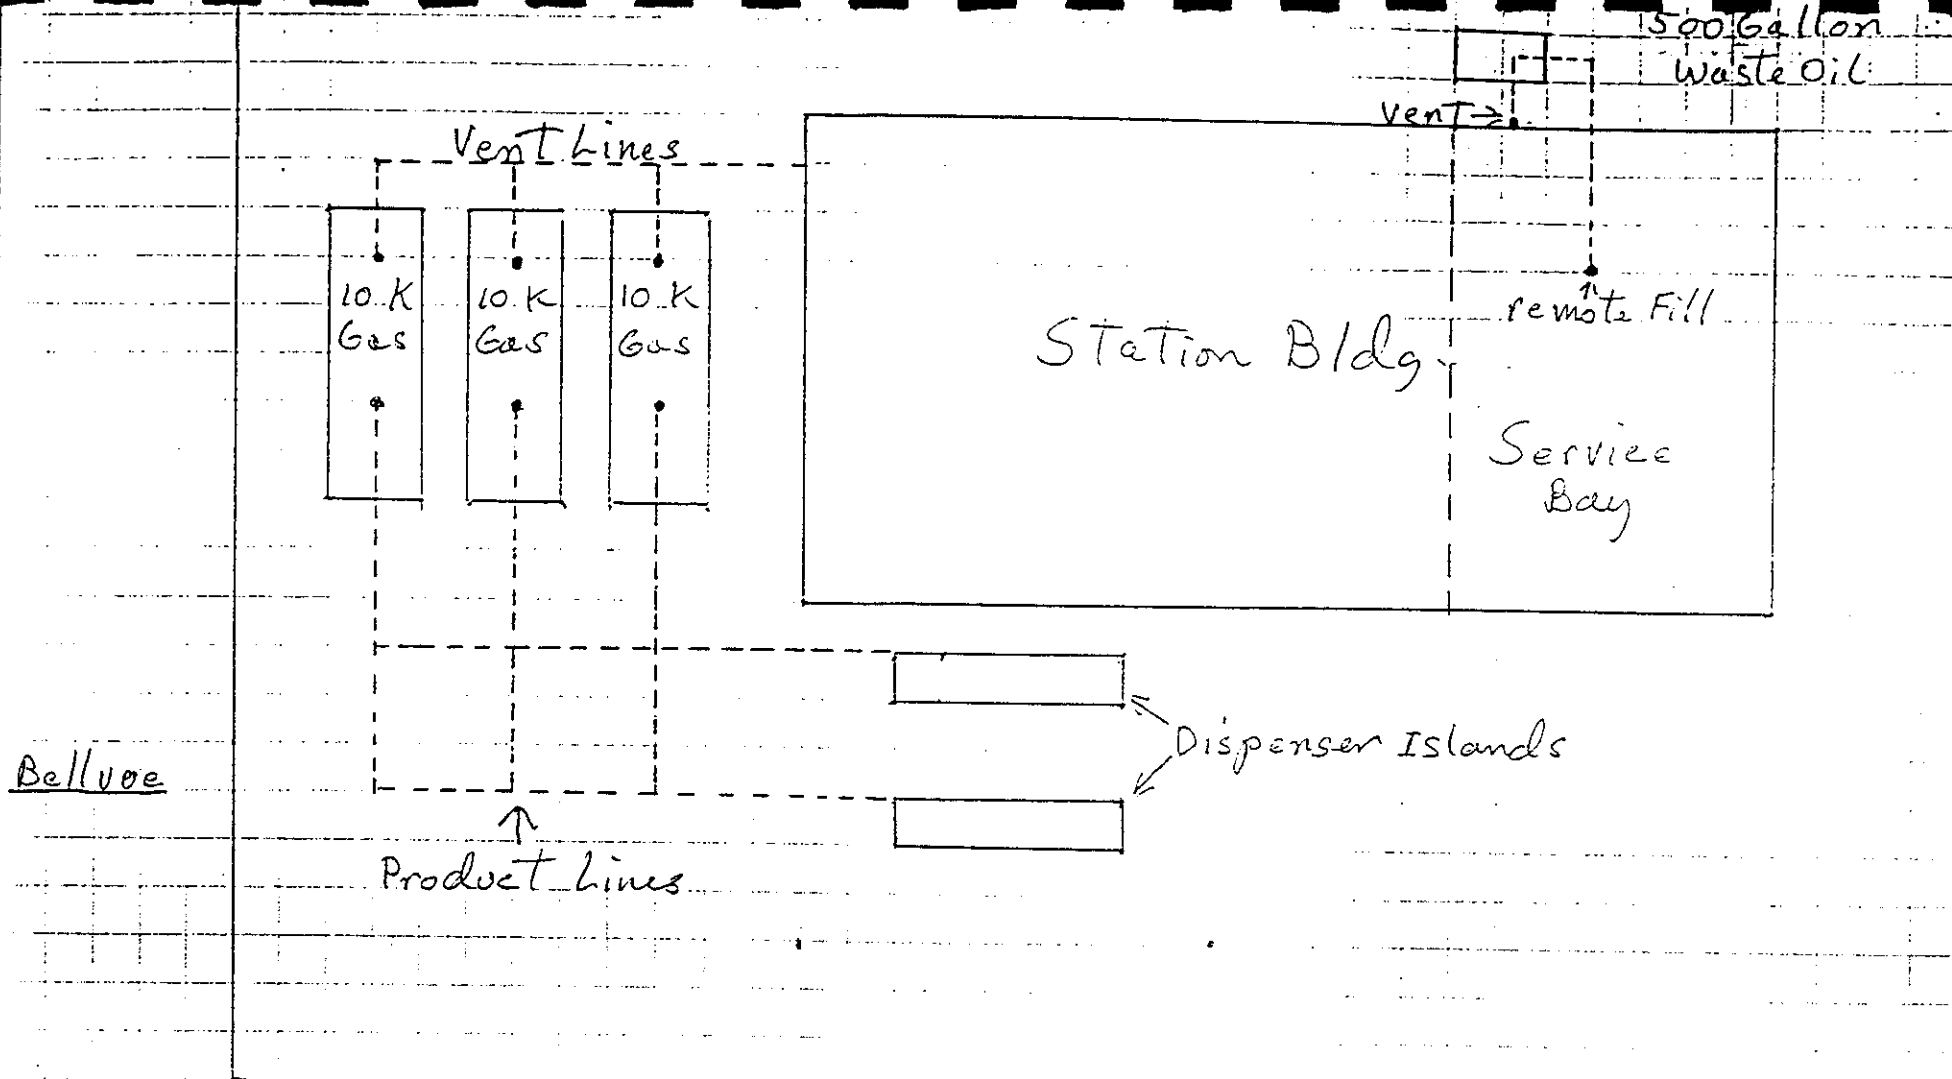 500 Gallon
Waste Oil
Vent
Vent Lines
10 K
Gas
10 K
Gas
10 K
Gas
remote Fill
Station Bldg.
Service
Bay
Dispenser Islands
Bellvoe
Product Lines